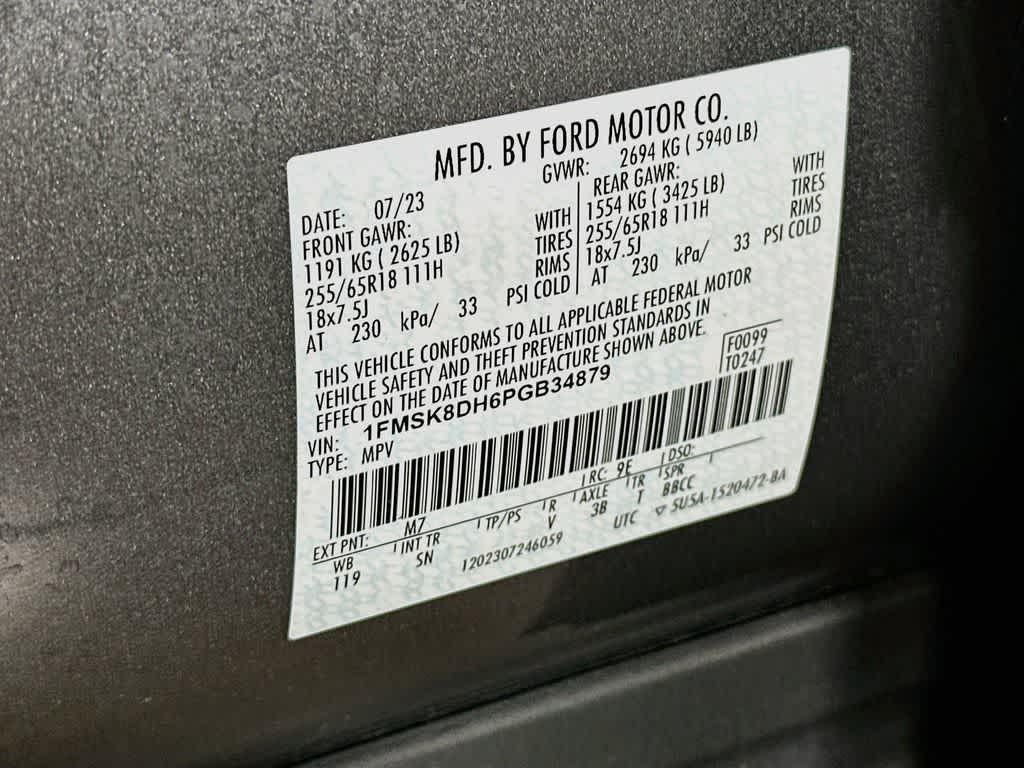 MFD. BY FORD MOTOR CO.
DATE: 07/23
GVWR: 2694 KG ( 5940 LB)
FRONT GAWR:
1191 KG ( 2625 LB)
255/65R18 111H
18x7.5J
AT 230 kPa/ 33 PSI COLD
WITH
TIRES
RIMS
REAR GAWR:
1554 KG ( 3425 LB)
255/65R18 111H
18x7.5J
AT 230 kPa/ 33 PSI COLD
WITH
TIRES
RIMS
THIS VEHICLE CONFORMS TO ALL APPLICABLE FEDERAL MOTOR
VEHICLE SAFETY AND THEFT PREVENTION STANDARDS IN
EFFECT ON THE DATE OF MANUFACTURE SHOWN ABOVE.
F0099
T0247
VIN: 1FMSK8DH6PGB34879
TYPE: MPV
EXT PNT: M7 RC: 9E DSO:
WB INT TR TP/PS R AXLE TR SPR
119 SN V 3B T BBCC
1202307246059 UTC ▽ SU5A-1520472-BA